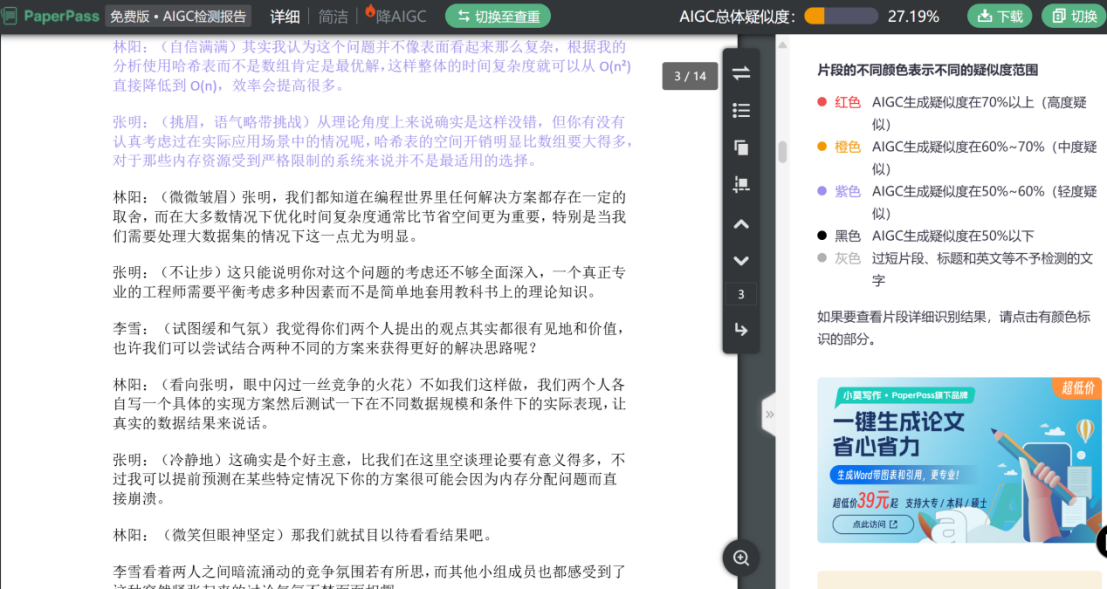 PaperPass 免费版 • AIGC检测报告 详细 | 简洁 | 降AIGC 切换至查重 AIGC总体疑似度： 27.19% 下载 切换
林阳：（自信满满）其实我认为这个问题并不像表面看起来那么复杂，根据我的
分析使用哈希表而不是数组肯定是最优解，这样整体的时间复杂度就可以从 O(n²)
直接降低到 O(n)，效率会提高很多。
张明：（挑眉，语气略带挑战）从理论角度上来说确实是这样没错，但你有没有
认真考虑过在实际应用场景中的情况呢，哈希表的空间开销明显比数组要大得多，
对于那些内存资源受到严格限制的系统来说并不是最适用的选择。
林阳：（微微皱眉）张明，我们都知道在编程世界里任何解决方案都存在一定的
取舍，而在大多数情况下优化时间复杂度通常比节省空间更为重要，特别是当我
们需要处理大数据集的情况下这一点尤为明显。
张明：（不让步）这只能说明你对这个问题的考虑还不够全面深入，一个真正专
业的工程师需要平衡考虑多种因素而不是简单地套用教科书上的理论知识。
李雪：（试图缓和气氛）我觉得你们两个人提出的观点其实都很有见地和价值，
也许我们可以尝试结合两种不同的方案来获得更好的解决思路呢？
林阳：（看向张明，眼中闪过一丝竞争的火花）不如我们这样做，我们两个人各
自写一个具体的实现方案然后测试一下在不同数据规模和条件下的实际表现，让
真实的数据结果来说话。
张明：（冷静地）这确实是个好主意，比我们在这里空谈理论要有意义得多，不
过我可以提前预测在某些特定情况下你的方案很可能会因为内存分配问题而直
接崩溃。
林阳：（微笑但眼神坚定）那我们就拭目以待看看结果吧。
李雪看着两人之间暗流涌动的竞争氛围若有所思，而其他小组成员也都感受到了
3 / 14
3
片段的不同颜色表示不同的疑似度范围
红色 AIGC生成疑似度在70%以上（高度疑
似）
橙色 AIGC生成疑似度在60%~70%（中度疑
似）
紫色 AIGC生成疑似度在50%~60%（轻度疑
似）
黑色 AIGC生成疑似度在50%以下
灰色 过短片段、标题和英文等不予检测的文
字
如果要查看片段详细识别结果，请点击有颜色标
识的部分。
超低价
小莫写作 • PaperPass旗下品牌
一键生成论文
省心省力
生成Word带图表和引用，更专业！
超低价39元起 支持大专 / 本科 / 硕士
点此访问